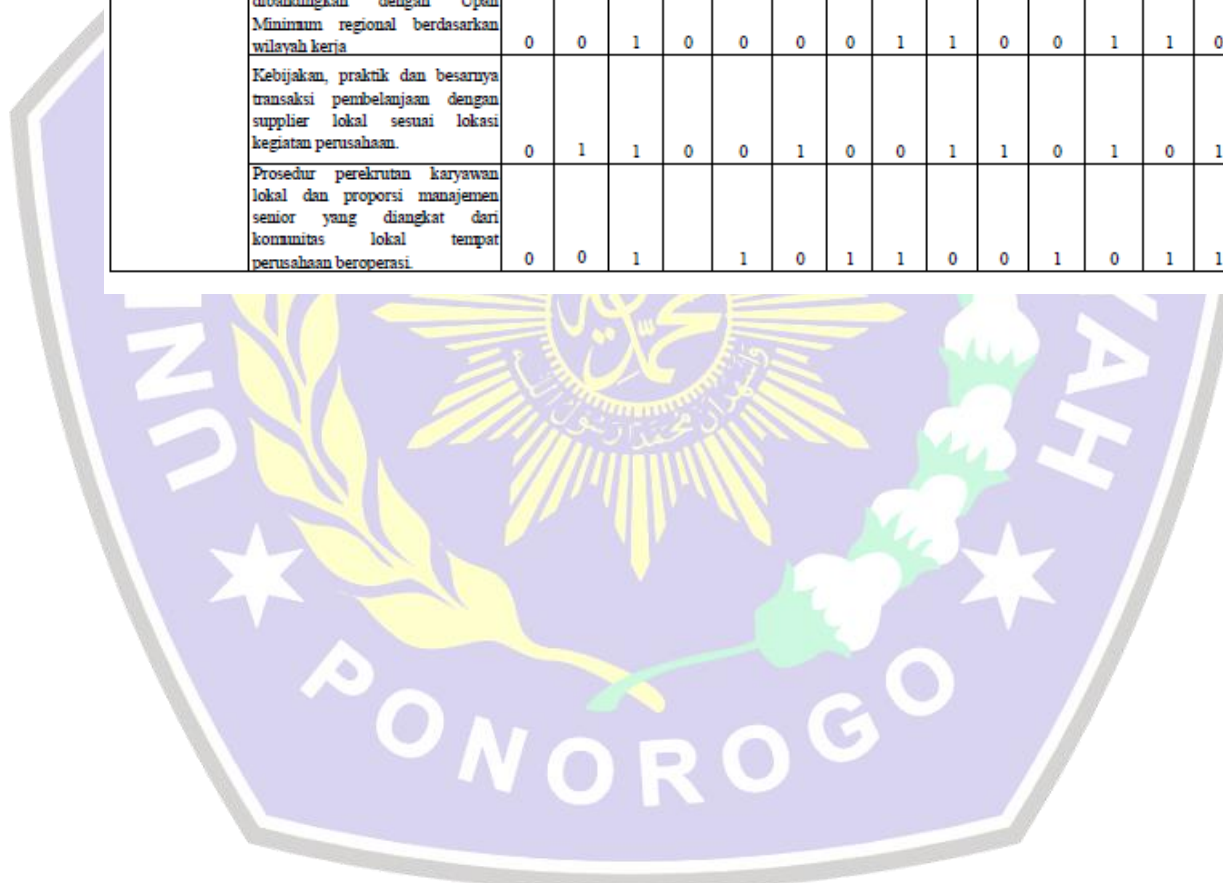 dibandingkan dengan Upah
Minimum regional berdasarkan
wilayah kerja 0 0 1 0 0 0 0 1 1 0 0 1 1 0
Kebijakan, praktik dan besarnya
transaksi pembelanjaan dengan
supplier lokal sesuai lokasi
kegiatan perusahaan. 0 1 1 0 0 1 0 0 1 1 0 1 0 1
Prosedur perekrutan karyawan
lokal dan proporsi manajemen
senior yang diangkat dari
komunitas lokal tempat
perusahaan beroperasi. 0 0 1 1 0 1 1 0 0 1 0 1 1
PONOROGO